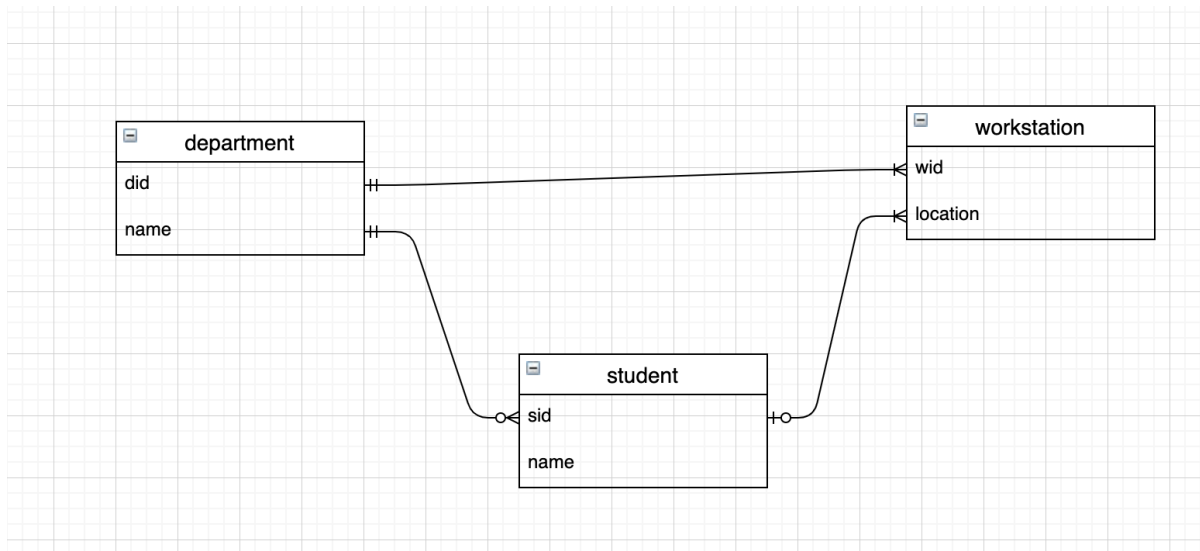 department
did
name
workstation
wid
location
student
sid
name